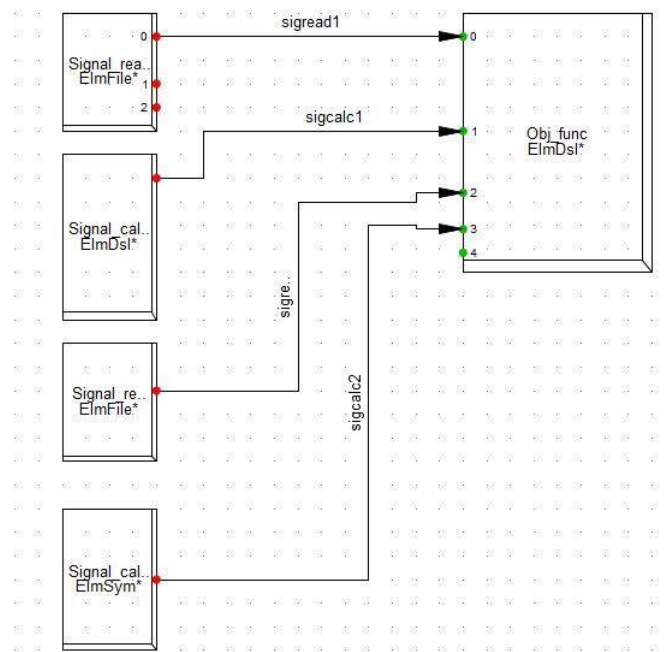 sigread1
0
0
Signal_rea..
ElmFile*
1
2
sigcalc1
1
Obj_func
ElmDsl*
2
Signal_cal..
ElmDsl*
3
4
sigre..
Signal_re..
ElmFile*
sigcalc2
Signal_cal..
ElmSym*